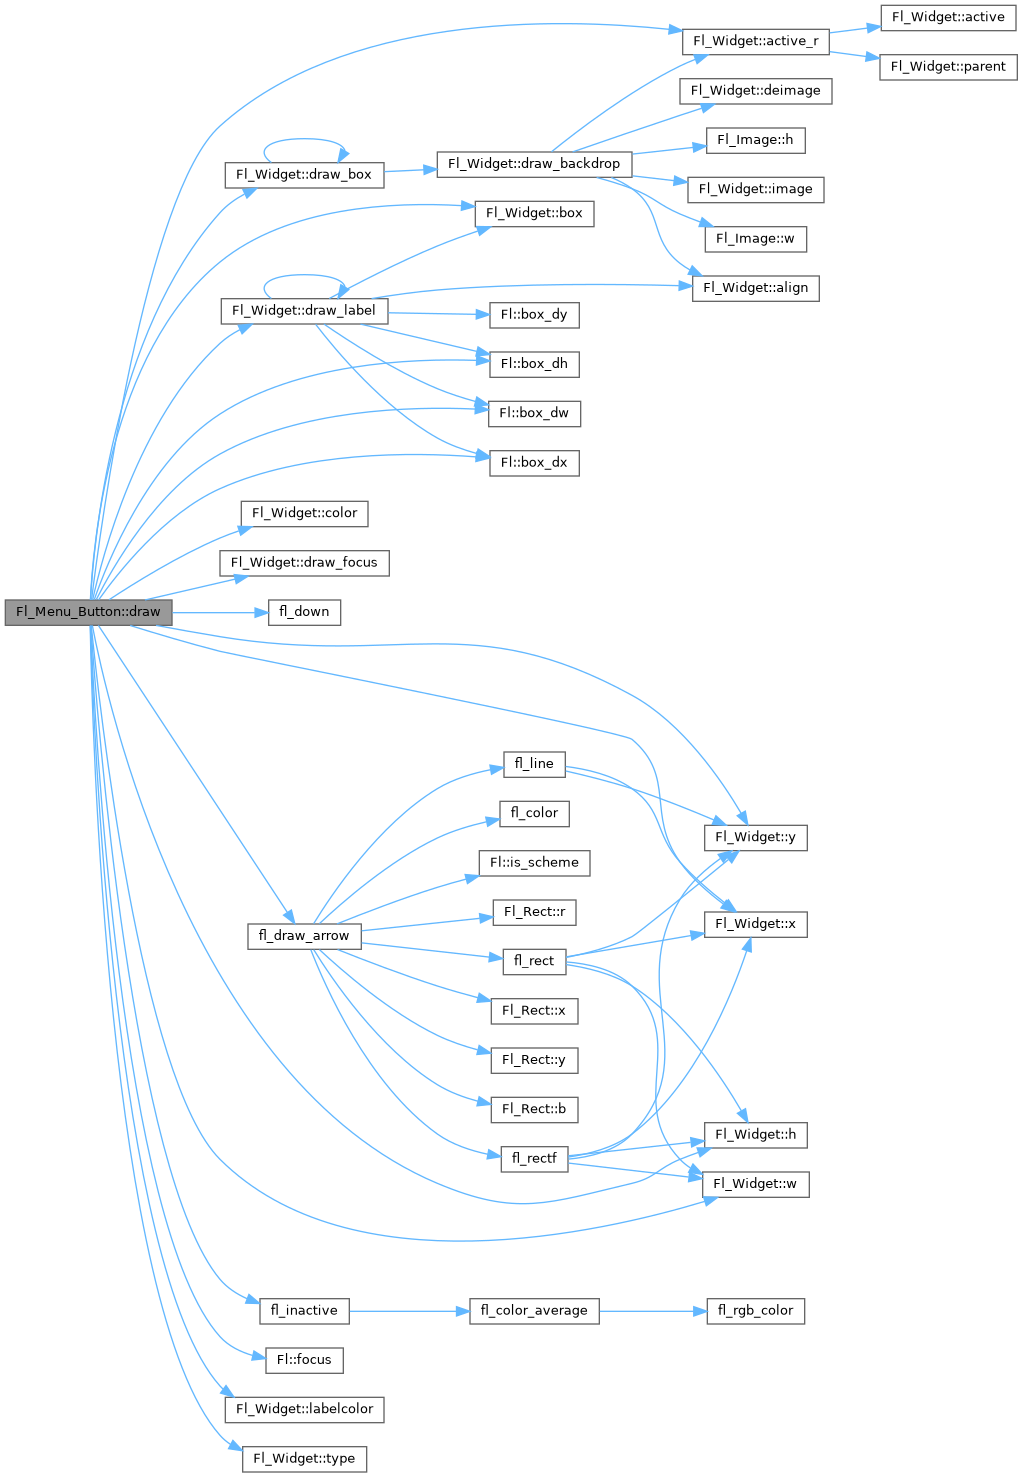 Fl_Widget::active
Fl_Widget::active_r
Fl_Widget::parent
Fl_Widget::deimage
Fl_Image::h
Fl_Widget::draw_backdrop
Fl_Widget::draw_box
Fl_Widget::image
Fl_Widget::box
Fl_Image::w
Fl_Widget::align
Fl_Widget::draw_label
Fl::box_dy
Fl::box_dh
Fl::box_dw
Fl::box_dx
Fl_Widget::color
Fl_Widget::draw_focus
Fl_Menu_Button::draw
fl_down
fl_line
fl_color
Fl_Widget::y
Fl::is_scheme
Fl_Rect::r
Fl_Widget::x
fl_draw_arrow
fl_rect
Fl_Rect::x
Fl_Rect::y
Fl_Rect::b
Fl_Widget::h
fl_rectf
Fl_Widget::w
fl_inactive
fl_color_average
fl_rgb_color
Fl::focus
Fl_Widget::labelcolor
Fl_Widget::type